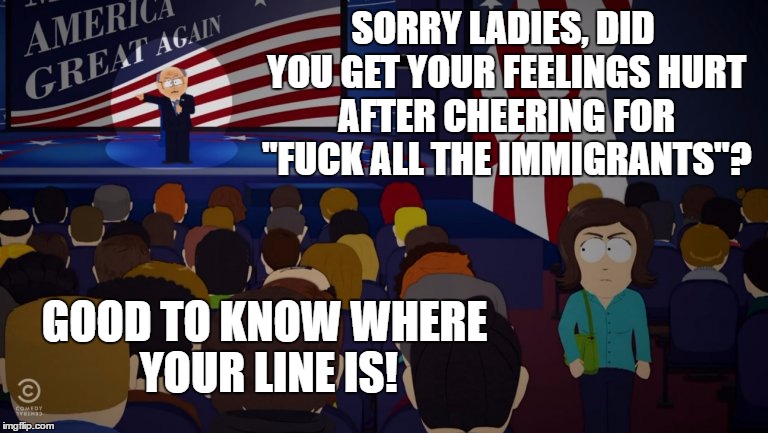 AMERICA
GREAT AGAIN
SORRY LADIES, DID
YOU GET YOUR FEELINGS HURT
AFTER CHEERING FOR
"FUCK ALL THE IMMIGRANTS"?
GOOD TO KNOW WHERE
YOUR LINE IS!
COMEDY
CENTRAL
imgflip.com